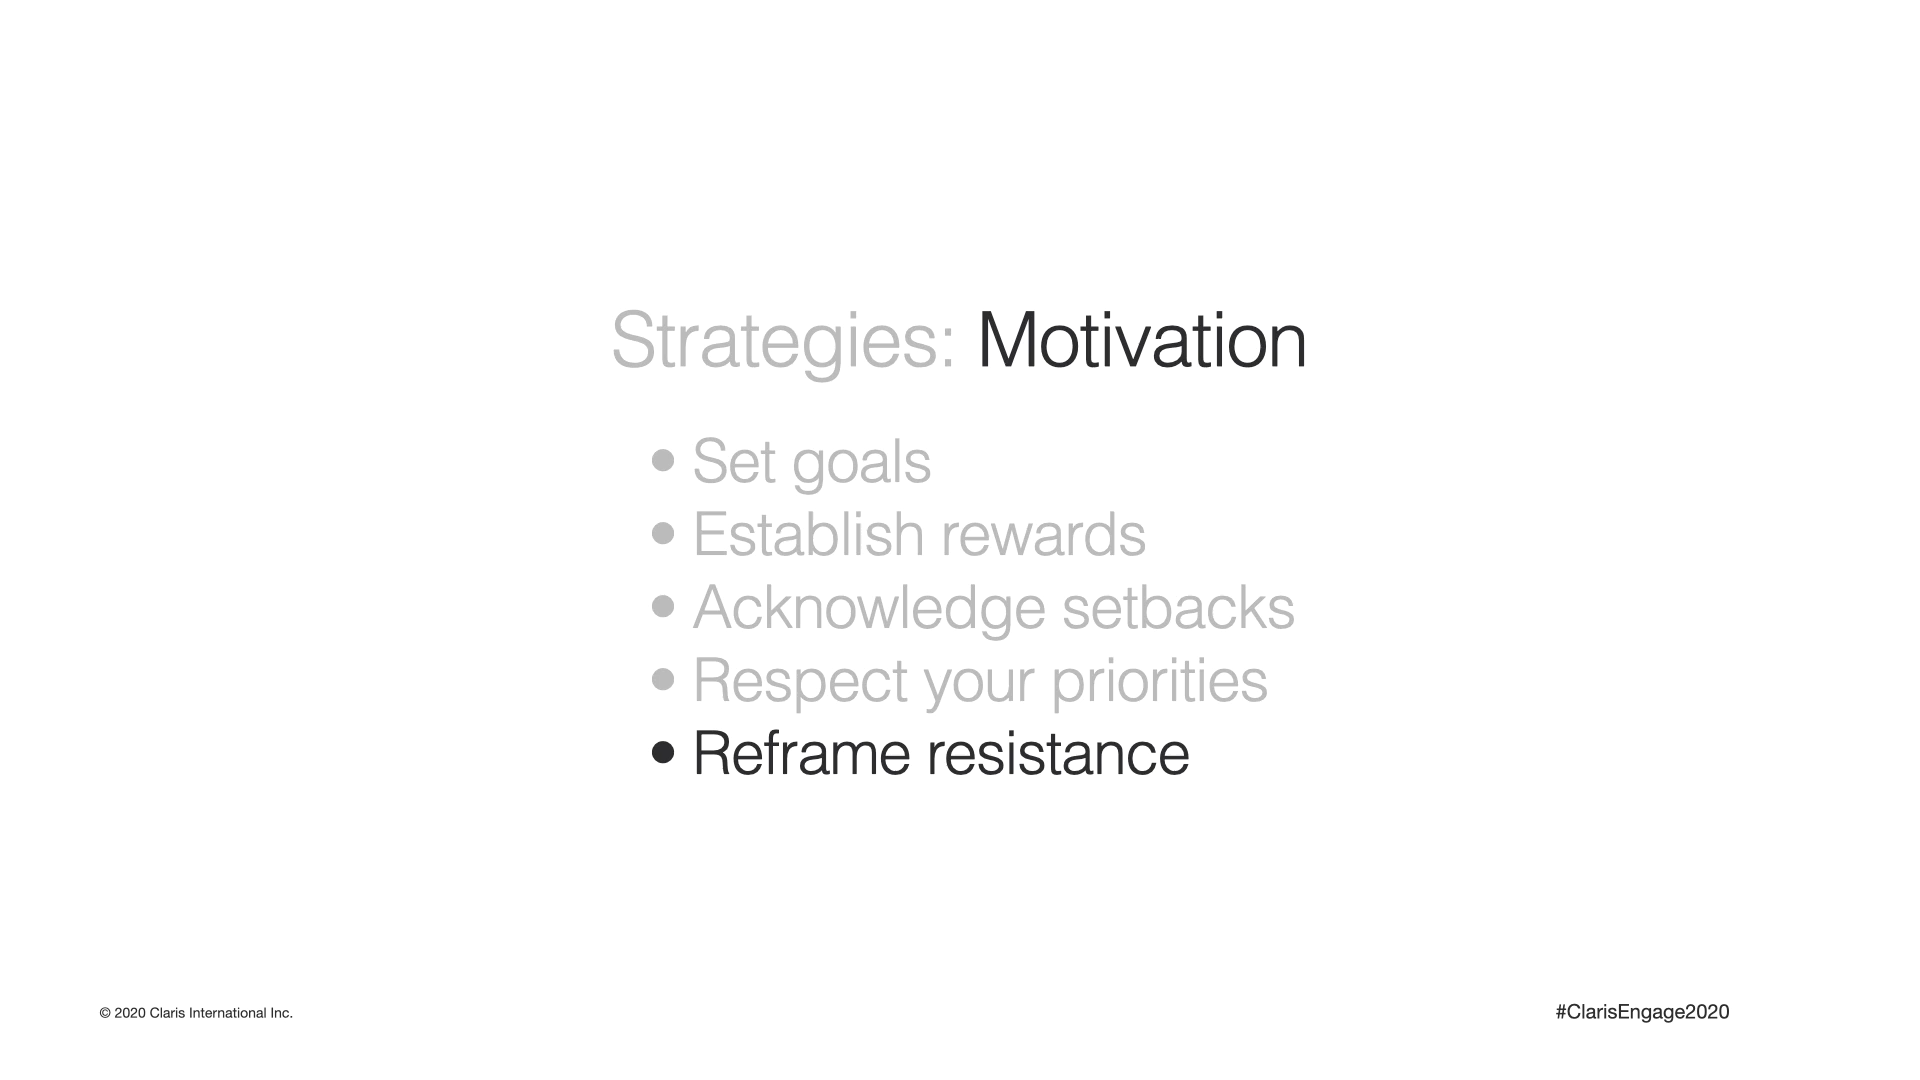 Strategies: Motivation
• Set goals
• Establish rewards
• Acknowledge setbacks
• Respect your priorities
• Reframe resistance
© 2020 Claris International Inc.
#ClarisEngage2020